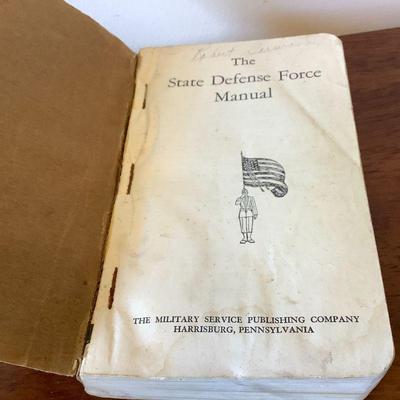 Robert
The
State Defense Force
Manual
THE MILITARY SERVICE PUBLISHING COMPANY
HARRISBURG, PENNSYLVANIA